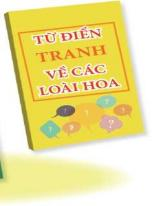 TỪ ĐIỂN
TRANH
VỀ CÁC
LOÀI HOA
? ? ?
? ? ? ?